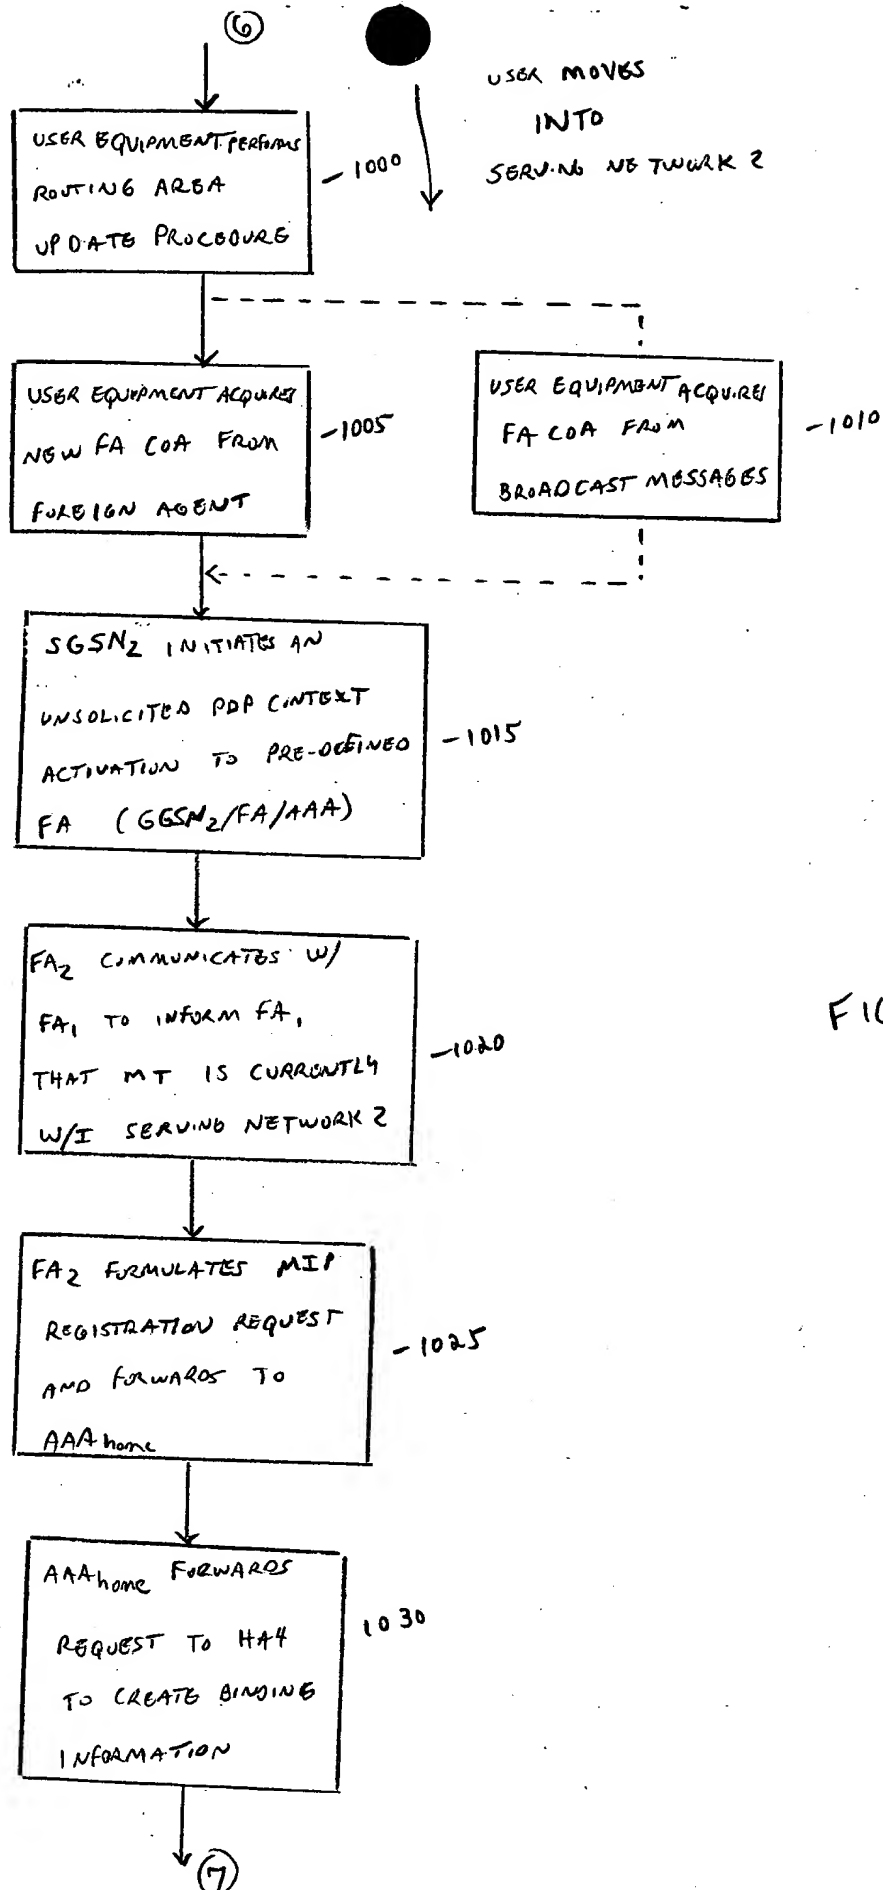 6
USER MOVES
INTO
SERVING NETWORK 2
USER EQUIPMENT PERFORMS
ROUTING AREA
UPDATE PROCEDURE
1000
USER EQUIPMENT ACQUIRES
NEW FA COA FROM
FOREIGN AGENT
1005
USER EQUIPMENT ACQUIRES
FA COA FROM
BROADCAST MESSAGES
1010
SGSN2 INITIATES AN
UNSOLICITED PDP CONTEXT
ACTIVATION TO PRE-DEFINED
FA (GGSN2/FA/AAA)
1015
FA2 COMMUNICATES W/
FA1 TO INFORM FA1
THAT MT IS CURRENTLY
W/I SERVING NETWORK 2
1020
FIG
FA2 FORMULATES MIP
REGISTRATION REQUEST
AND FORWARDS TO
AAAhome
1025
AAAhome FORWARDS
REQUEST TO HA4
TO CREATE BINDING
INFORMATION
1030
7